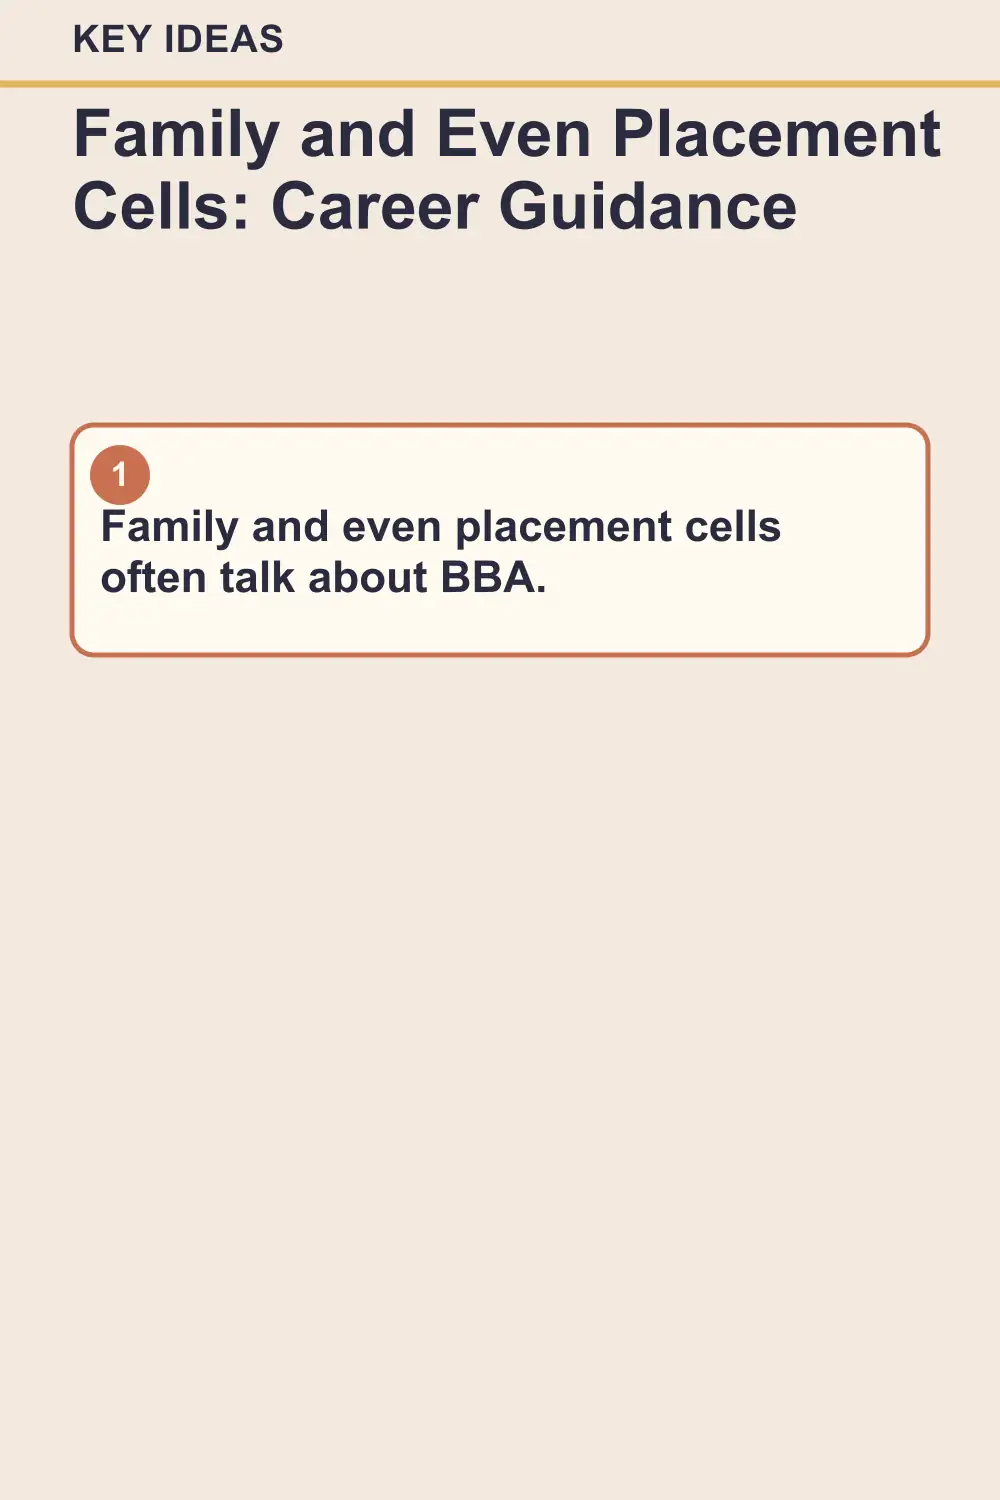 KEY IDEAS
Family and Even Placement
Cells: Career Guidance
1
Family and even placement cells
often talk about BBA.